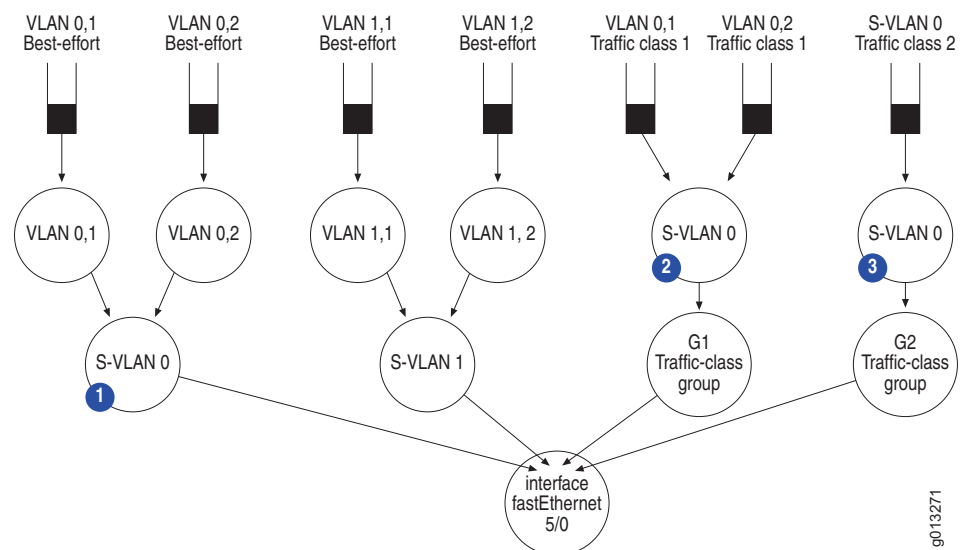 VLAN 0,1
Best-effort
VLAN 0,2
Best-effort
VLAN 1,1
Best-effort
VLAN 1,2
Best-effort
VLAN 0,1
Traffic class 1
VLAN 0,2
Traffic class 1
S-VLAN 0
Traffic class 2
VLAN 0,1
VLAN 0,2
VLAN 1,1
VLAN 1, 2
S-VLAN 0
2
S-VLAN 0
3
S-VLAN 0
1
S-VLAN 1
G1
Traffic-class
group
G2
Traffic-class
group
interface
fastEthernet
5/0
g013271